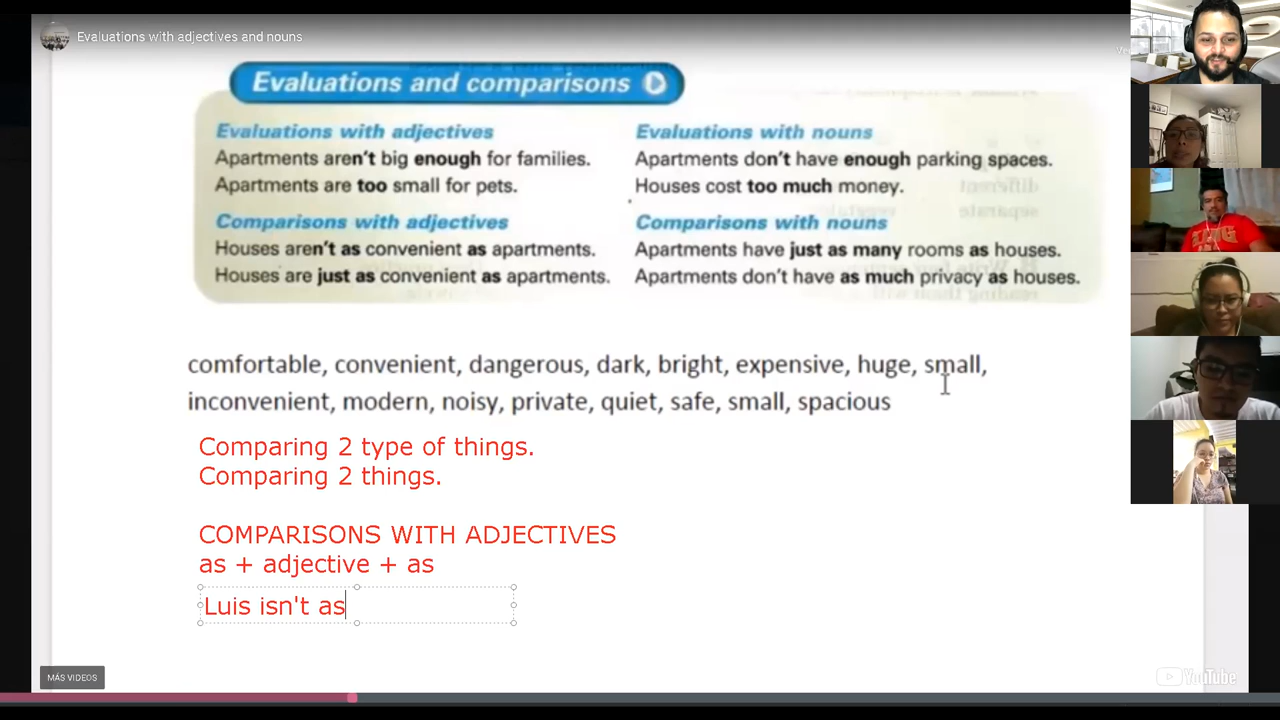 Evaluations with adjectives and nouns
Evaluations and comparisons
Evaluations with adjectives
Apartments aren't big enough for families.
Apartments are too small for pets.
Comparisons with adjectives
Houses aren't as convenient as apartments.
Houses are just as convenient as apartments.
Evaluations with nouns
Apartments don't have enough parking spaces.
Houses cost too much money.
Comparisons with nouns
Apartments have just as many rooms as houses.
Apartments don't have as much privacy as houses.
comfortable, convenient, dangerous, dark, bright, expensive, huge, small,
inconvenient, modern, noisy, private, quiet, safe, small, spacious
Comparing 2 type of things.
Comparing 2 things.
COMPARISONS WITH ADJECTIVES
as + adjective + as
Luis isn't as
MÁS VIDEOS
YouTube